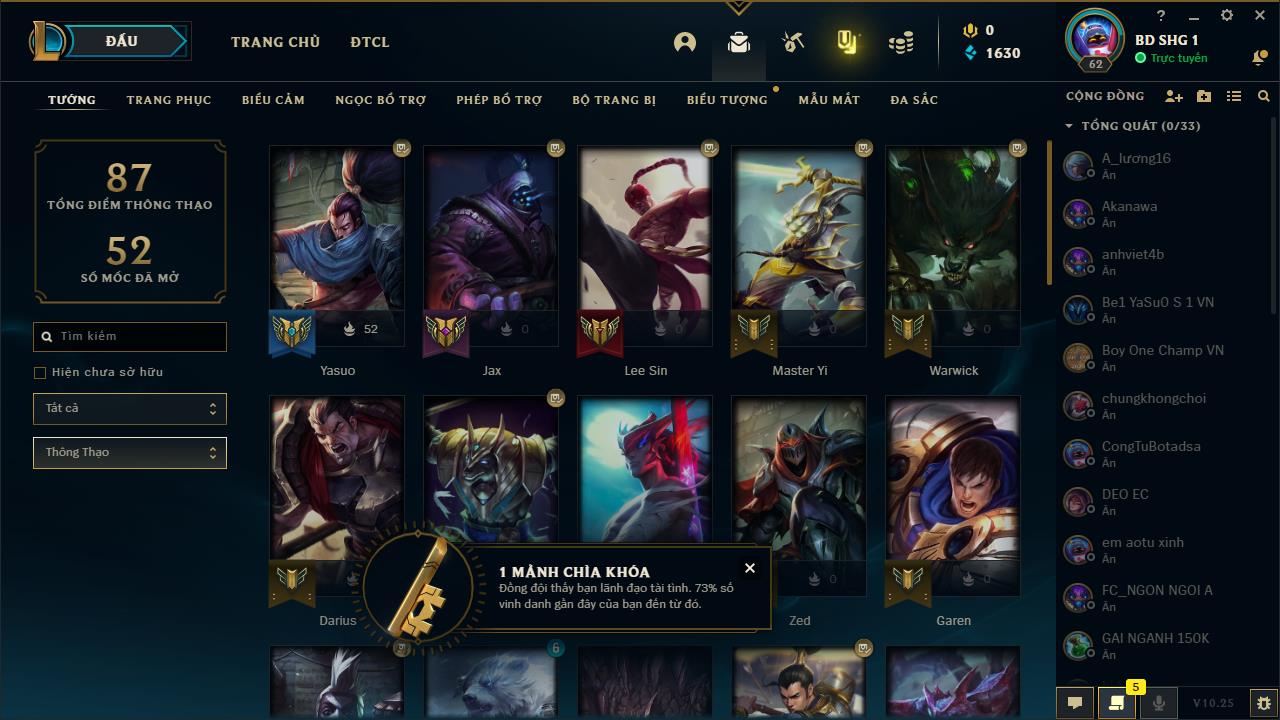 ĐẤU
TRANG CHỦ
ĐTCL
0
1630
?
62
BD SHG 1
Trực tuyến
TƯỚNG
TRANG PHỤC
BIỂU CẢM
NGỌC BỔ TRỢ
PHÉP BỔ TRỢ
BỘ TRANG BỊ
BIỂU TƯỢNG
MẪU MẮT
ĐA SẮC
87
TỔNG ĐIỂM THÔNG THẠO
52
SỐ MỐC ĐÃ MỞ
Tìm kiếm
Hiện chưa sở hữu
Tất cả
Thông Thạo
52
0
0
0
0
Yasuo
Jax
Lee Sin
Master Yi
Warwick
0
0
Darius
Zed
Garen
1 MẢNH CHÌA KHÓA
Đồng đội thấy bạn lãnh đạo tài tình. 73% số
vinh danh gần đây của bạn đến từ đó.
6
CỘNG ĐỒNG
TỔNG QUÁT (0/33)
A_lương16
Ẩn
Akanawa
Ẩn
anhviet4b
Ẩn
Be1 YaSuO S 1 VN
Ẩn
Boy One Champ VN
Ẩn
chungkhongchoi
Ẩn
CongTuBotadsa
Ẩn
DEO EC
Ẩn
em aotu xinh
Ẩn
FC_NGON NGOI A
Ẩn
GAI NGANH 150K
Ẩn
5
V10.25